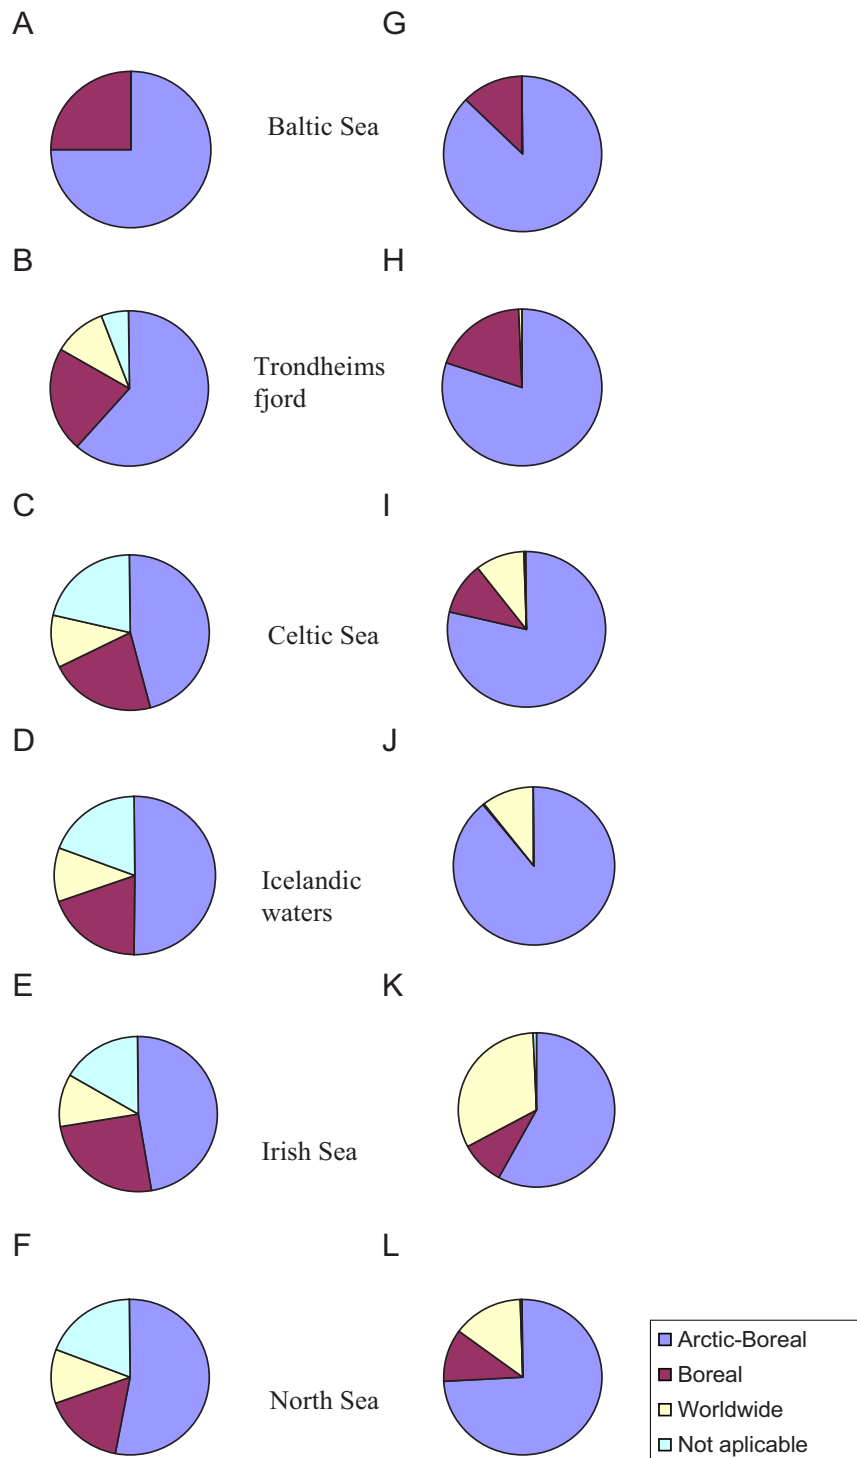 A
G
Baltic Sea
B
H
Trondheims
fjord
C
I
Celtic Sea
D
J
Icelandic
waters
E
K
Irish Sea
F
L
North Sea
Arctic-Boreal
Boreal
Worldwide
Not aplicable